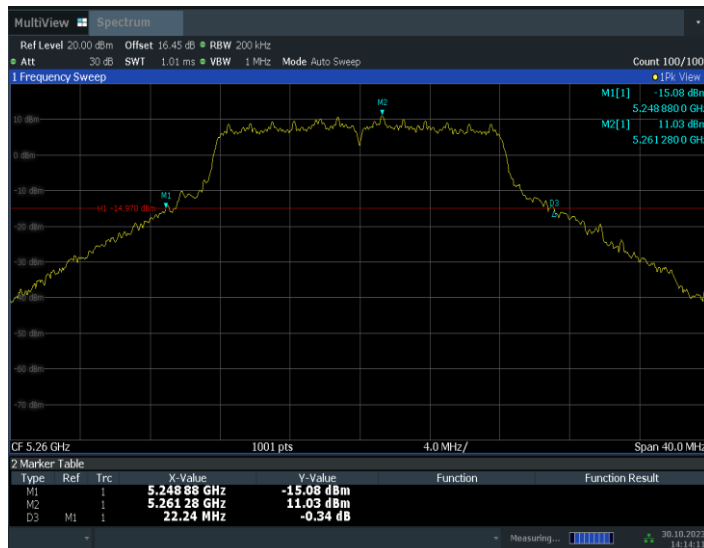 MultiView Spectrum
Ref Level 20.00 dBm Offset 16.45 dB RBW 200 kHz
Att 30 dB SWT 1.01 ms VBW 1 MHz Mode Auto Sweep Count 100/100
1 Frequency Sweep 1Pk View
M1[1] -15.08 dBm
5.248 880 0 GHz
M2[1] 11.03 dBm
5.261 280 0 GHz
M2
10 dBm
0 dBm
-10 dBm
M1
H1 -14.970 dBm
D3
-20 dBm
-30 dBm
-40 dBm
-50 dBm
-60 dBm
-70 dBm
CF 5.26 GHz 1001 pts 4.0 MHz/ Span 40.0 MHz
2 Marker Table
Type Ref Trc X-Value Y-Value Function Function Result
M1 1 5.248 88 GHz -15.08 dBm
M2 1 5.261 28 GHz 11.03 dBm
D3 M1 1 22.24 MHz -0.34 dB
Measuring... 30.10.2023
14:14:11